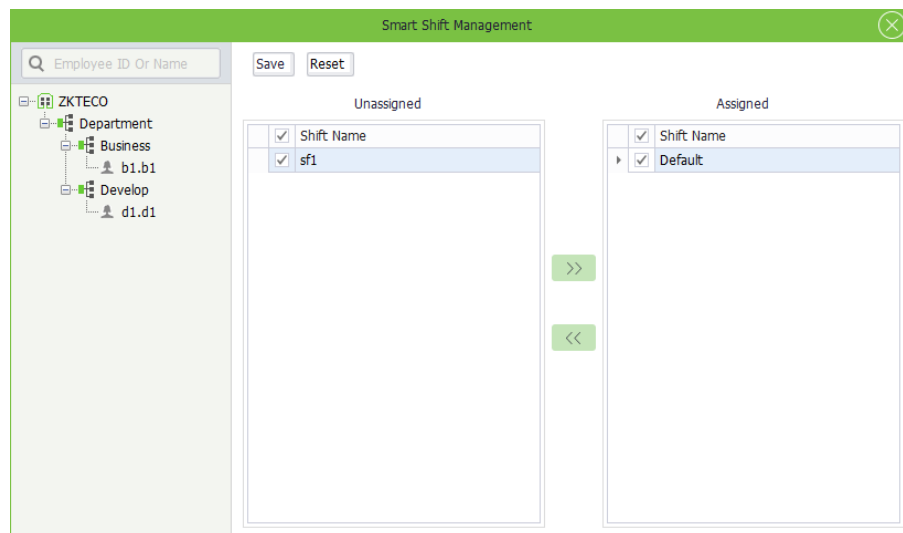 Smart Shift Management
Employee ID Or Name
Save Reset
ZKTECO
Department
Business
b1.b1
Develop
d1.d1
Unassigned
Shift Name
sf1
>>
<<
Assigned
Shift Name
Default